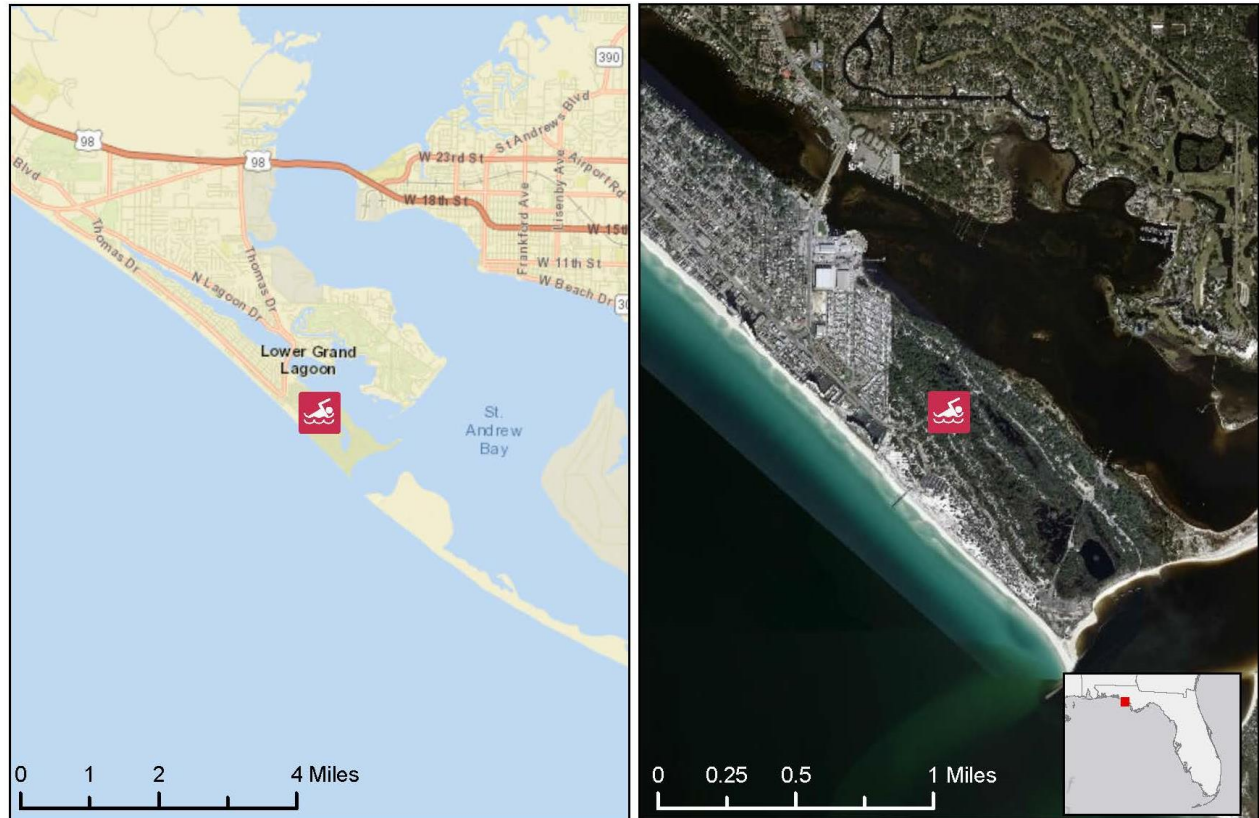 390
98
98
Blvd
W 23rd St
St Andrews Blvd
Airport Rd
Lisenby Ave
Frankford Ave
W 18th St
W 15th
W 11th St
W Beach Dr
30
Thomas Dr
N Lagoon Dr
Thomas Dr
Lower Grand
Lagoon
St.
Andrew
Bay
0 1 2 4 Miles
0 0.25 0.5 1 Miles